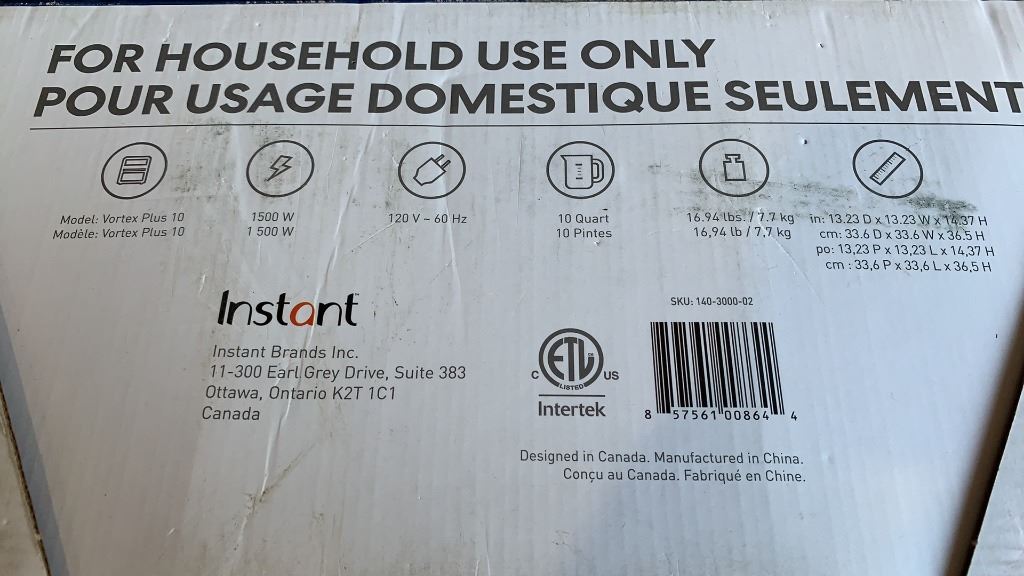 FOR HOUSEHOLD USE ONLY
POUR USAGE DOMESTIQUE SEULEMENT
Model: Vortex Plus 10
Modèle: Vortex Plus 10
1500 W
1 500 W
120 V ~ 60 Hz
10 Quart
10 Pintes
16.94 lbs. / 7.7 kg
16,94 lb / 7,7 kg
in: 13.23 D x 13.23 W x 14.37 H
cm: 33.6 D x 33.6 W x 36.5 H
po: 13,23 P x 13,23 L x 14,37 H
cm : 33,6 P x 33,6 L x 36,5 H
Instant™
Instant Brands Inc.
11-300 Earl Grey Drive, Suite 383
Ottawa, Ontario K2T 1C1
Canada
ETL
LISTED
C US
Intertek
SKU: 140-3000-02
8 57561 00864 4
Designed in Canada. Manufactured in China.
Conçu au Canada. Fabriqué en Chine.